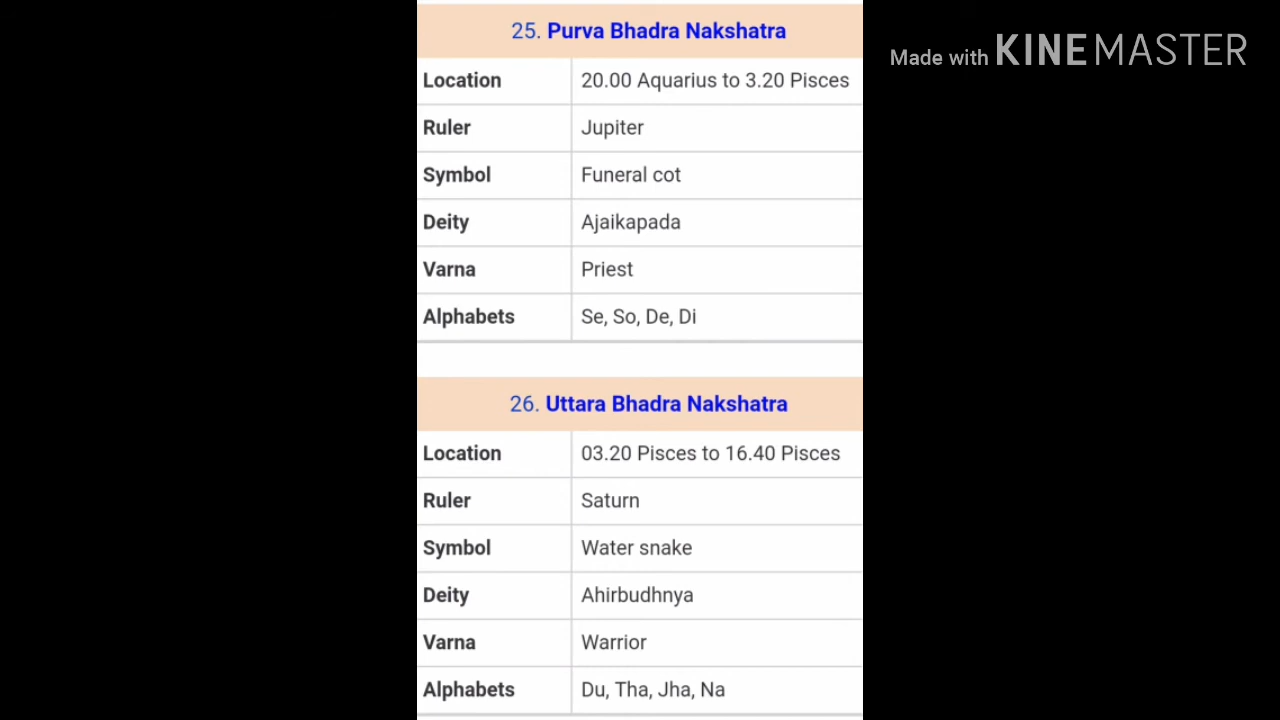 25. Purva Bhadra Nakshatra
Location 20.00 Aquarius to 3.20 Pisces
Ruler Jupiter
Symbol Funeral cot
Deity Ajaikapada
Varna Priest
Alphabets Se, So, De, Di
26. Uttara Bhadra Nakshatra
Location 03.20 Pisces to 16.40 Pisces
Ruler Saturn
Symbol Water snake
Deity Ahirbudhnya
Varna Warrior
Alphabets Du, Tha, Jha, Na
Made with KINEMASTER